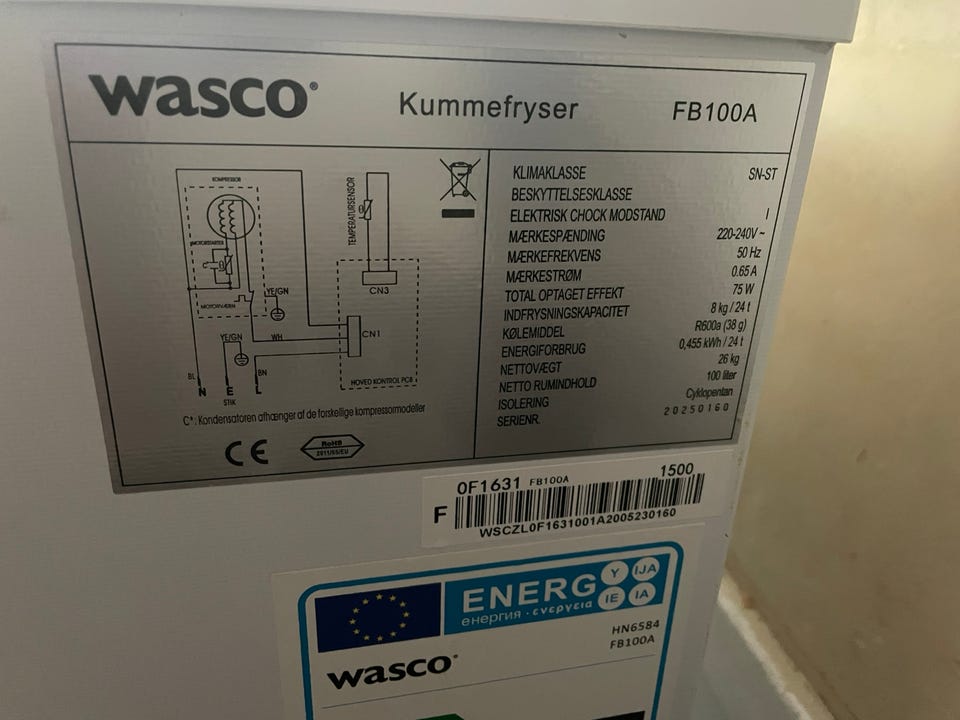 wasco®
Kummefryser
FB100A
KOMPRESSOR
MOTORSTARTER
MOTORVÆRN
YE/GN
YE/GN
WH
BL
BN
N
E
L
STIK
TEMPERATURSENSOR
CN3
CN1
HOVED KONTROL PCB
C*: Kondensatoren afhænger af de forskellige kompressormodeller
CE
RoHS
2011/65/EU
KLIMAKLASSE SN-ST
BESKYTTELSESKLASSE
ELEKTRISK CHOCK MODSTAND I
MÆRKESPÆNDING 220-240V ~
MÆRKEFREKVENS 50 Hz
MÆRKESTRØM 0.65 A
TOTAL OPTAGET EFFEKT 75 W
INDFRYSNINGSKAPACITET 8 kg / 24 t
KØLEMIDDEL R600a (38 g)
ENERGIFORBRUG 0,455 kWh / 24 t
NETTOVÆGT 26 kg
NETTO RUMINDHOLD 100 liter
ISOLERING Cyklopentan
SERIENR. 20250160
0F1631 FB100A 1500
F
WSCZL0F1631001A2005230160
ENERG Y IJA
енергия · ενεργεια IE IA
HN6584
FB100A
wasco®